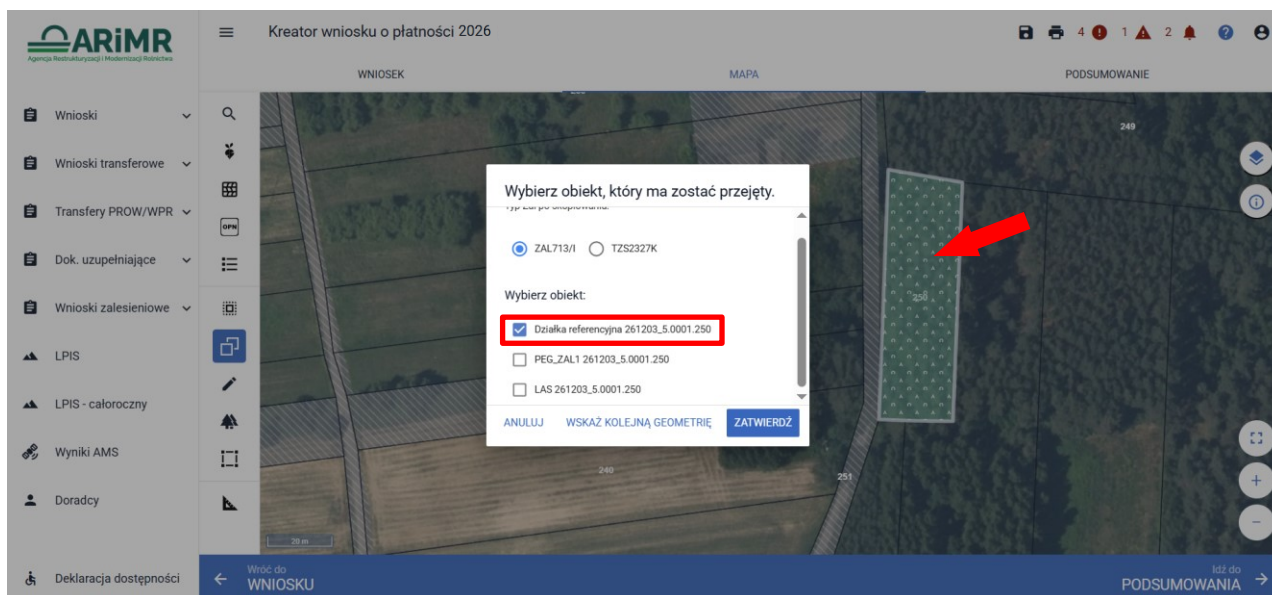 ARiMR
Agencja Restrukturyzacji i Modernizacji Rolnictwa
Kreator wniosku o płatności 2026
4 1 2
WNIOSEK MAPA PODSUMOWANIE
Wnioski
Wnioski transferowe
Transfery PROW/WPR
Dok. uzupełniające
Wnioski zalesieniowe
LPIS
LPIS - całoroczny
Wyniki AMS
Doradcy
Deklaracja dostępności
OPN
249
250
240
251
20 m
Wybierz obiekt, który ma zostać przejęty.
ZAL713/I TZS2327K
Wybierz obiekt:
Działka referencyjna 261203_5.0001.250
PEG_ZAL1 261203_5.0001.250
LAS 261203_5.0001.250
ANULUJ WSKAŻ KOLEJNĄ GEOMETRIĘ ZATWIERDŹ
Wróć do
WNIOSKU
Idź do
PODSUMOWANIA